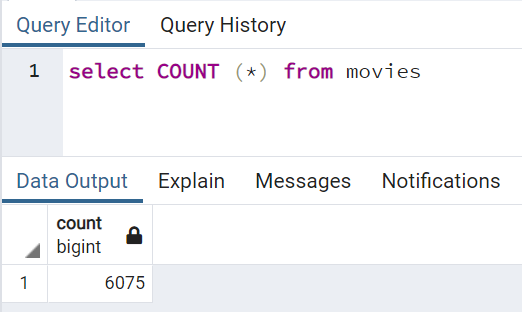 Query Editor Query History
1 select COUNT (*) from movies
Data Output Explain Messages Notifications
count
bigint
1 6075